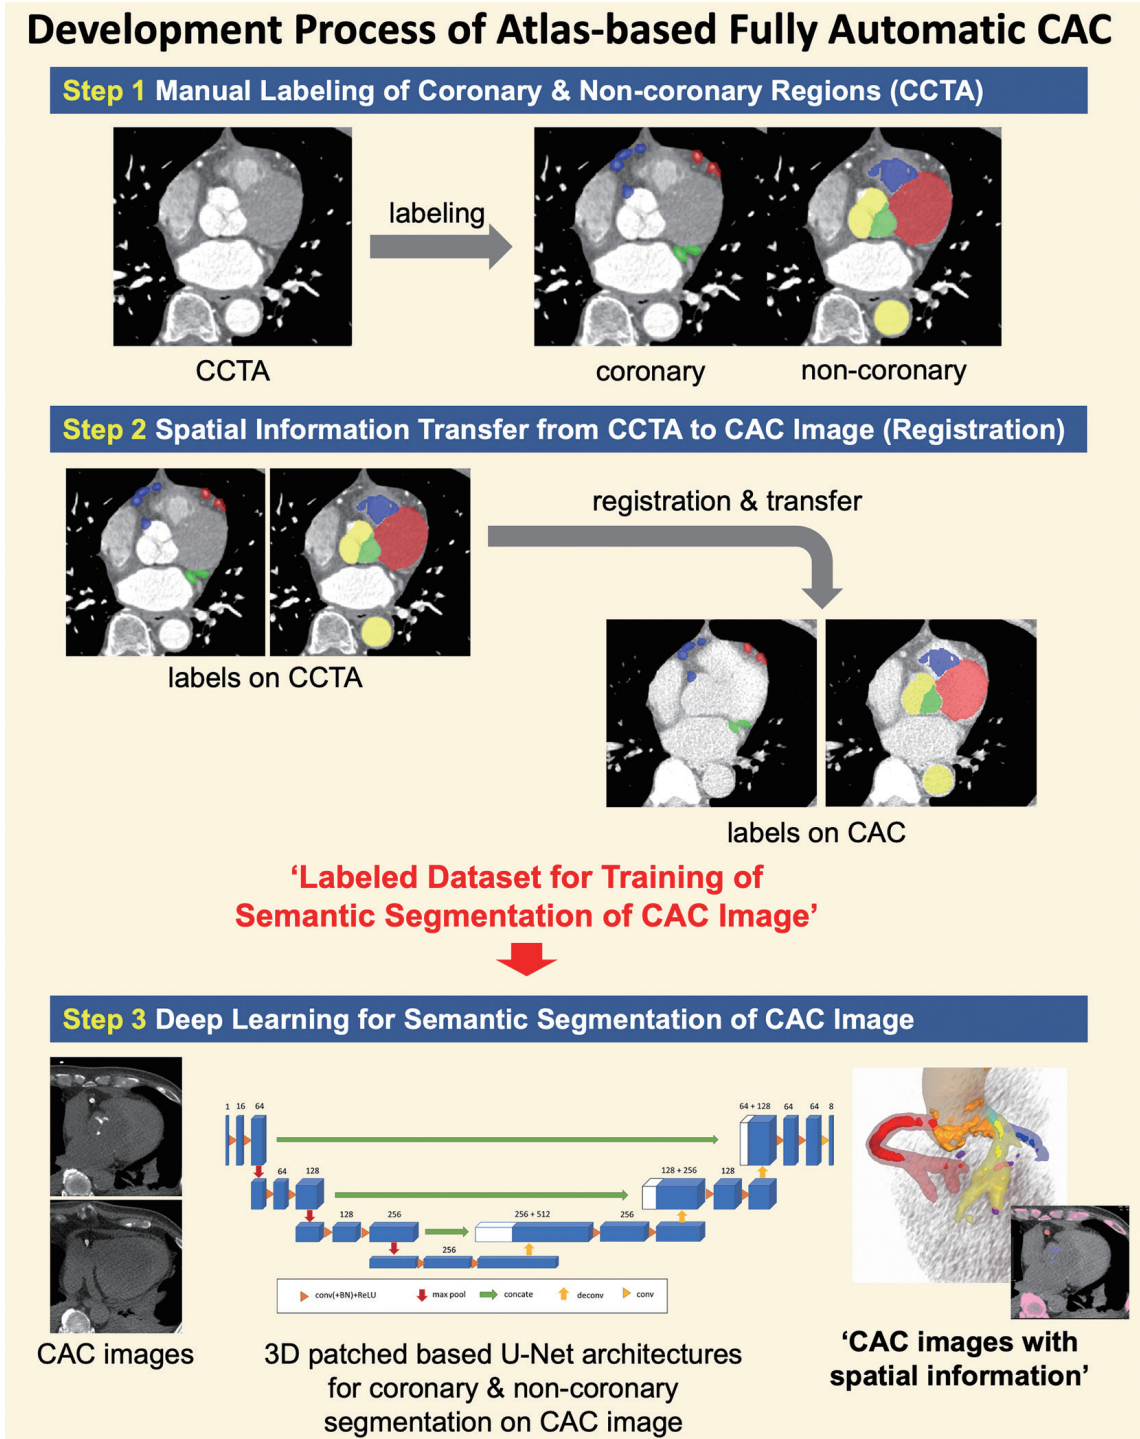 Development Process of Atlas-based Fully Automatic CAC
Step 1 Manual Labeling of Coronary & Non-coronary Regions (CCTA)
labeling
CCTA
coronary
non-coronary
Step 2 Spatial Information Transfer from CCTA to CAC Image (Registration)
registration & transfer
labels on CCTA
labels on CAC
‘Labeled Dataset for Training of
Semantic Segmentation of CAC Image’
Step 3 Deep Learning for Semantic Segmentation of CAC Image
1 16 64
64 + 128 64 64 8
64 128
128 + 256 128
128 256
256 + 512 256
256
conv(+BN)+ReLU max pool concate deconv conv
CAC images
3D patched based U-Net architectures
for coronary & non-coronary
segmentation on CAC image
‘CAC images with
spatial information’